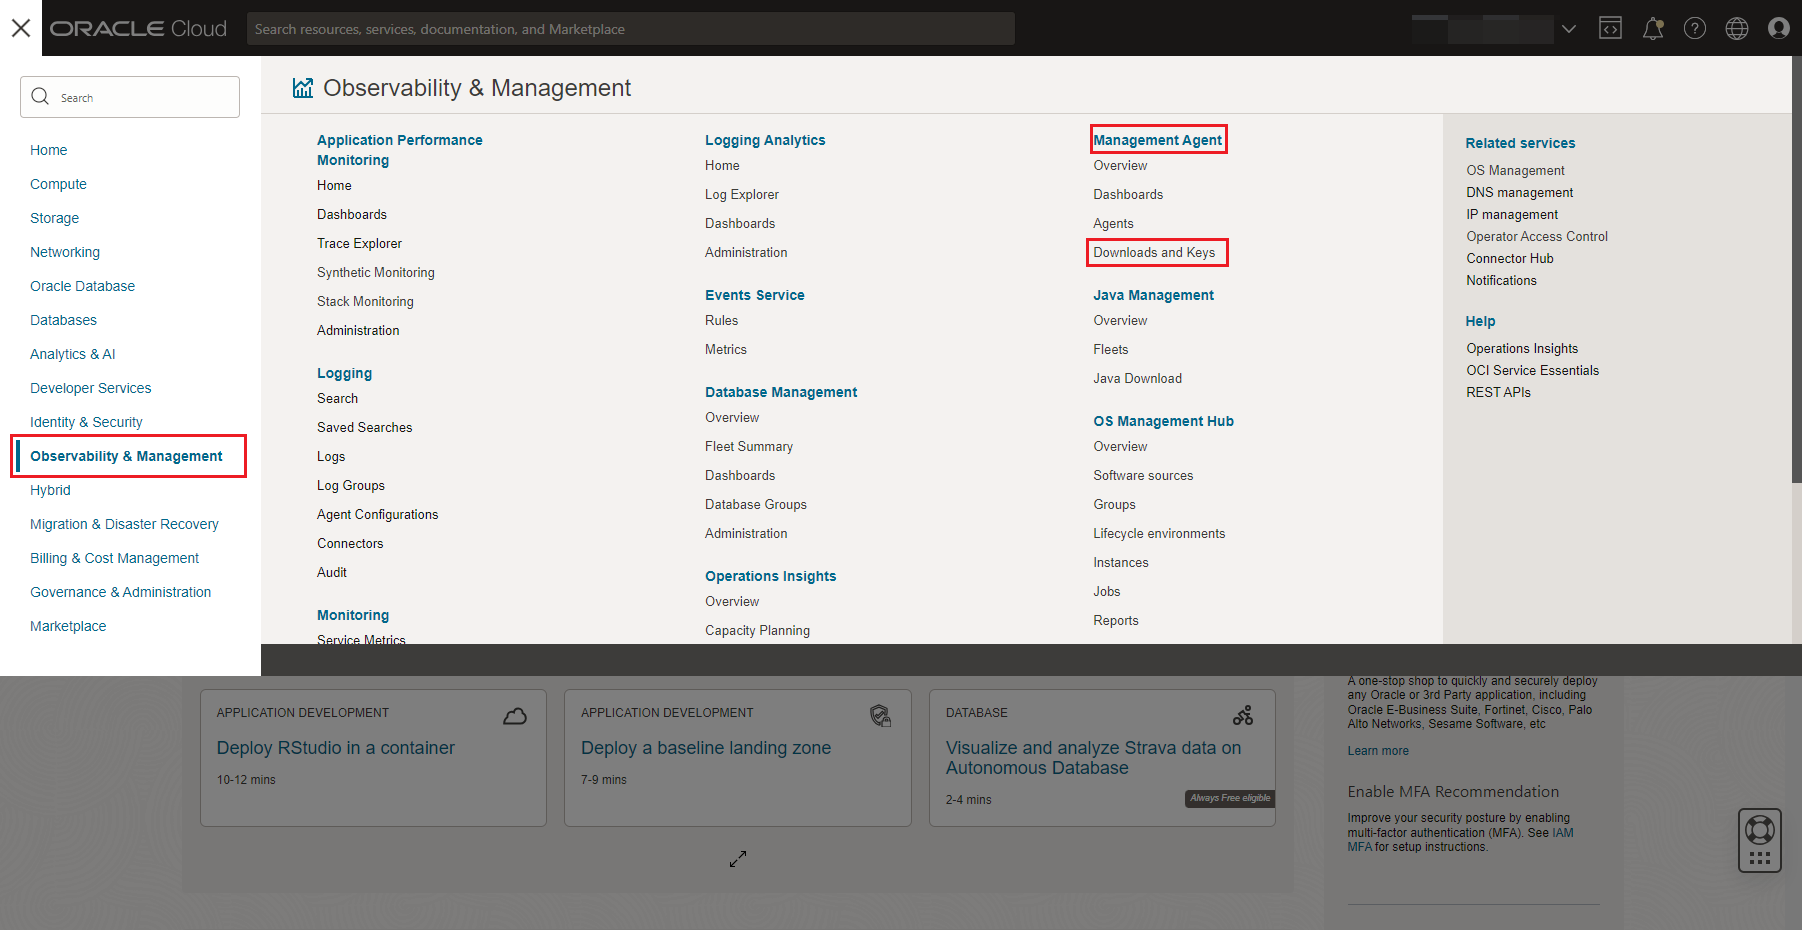 ORACLE Cloud
Search resources, services, documentation, and Marketplace
Search
Home
Compute
Storage
Networking
Oracle Database
Databases
Analytics & AI
Developer Services
Identity & Security
Observability & Management
Hybrid
Migration & Disaster Recovery
Billing & Cost Management
Governance & Administration
Marketplace
Observability & Management
Application Performance
Monitoring
Home
Dashboards
Trace Explorer
Synthetic Monitoring
Stack Monitoring
Administration
Logging
Search
Saved Searches
Logs
Log Groups
Agent Configurations
Connectors
Audit
Monitoring
Service Metrics
Logging Analytics
Home
Log Explorer
Dashboards
Administration
Events Service
Rules
Metrics
Database Management
Overview
Fleet Summary
Dashboards
Database Groups
Administration
Operations Insights
Overview
Capacity Planning
Management Agent
Overview
Dashboards
Agents
Downloads and Keys
Java Management
Overview
Fleets
Java Download
OS Management Hub
Overview
Software sources
Groups
Lifecycle environments
Instances
Jobs
Reports
Related services
OS Management
DNS management
IP management
Operator Access Control
Connector Hub
Notifications
Help
Operations Insights
OCI Service Essentials
REST APIs
APPLICATION DEVELOPMENT
Deploy RStudio in a container
10-12 mins
APPLICATION DEVELOPMENT
Deploy a baseline landing zone
7-9 mins
DATABASE
Visualize and analyze Strava data on
Autonomous Database
2-4 mins
Always Free eligible
A one-stop shop to quickly and securely deploy
any Oracle or 3rd Party application, including
Oracle E-Business Suite, Fortinet, Cisco, Palo
Alto Networks, Sesame Software, etc
Learn more
Enable MFA Recommendation
Improve your security posture by enabling
multi-factor authentication (MFA). See IAM
MFA for setup instructions.